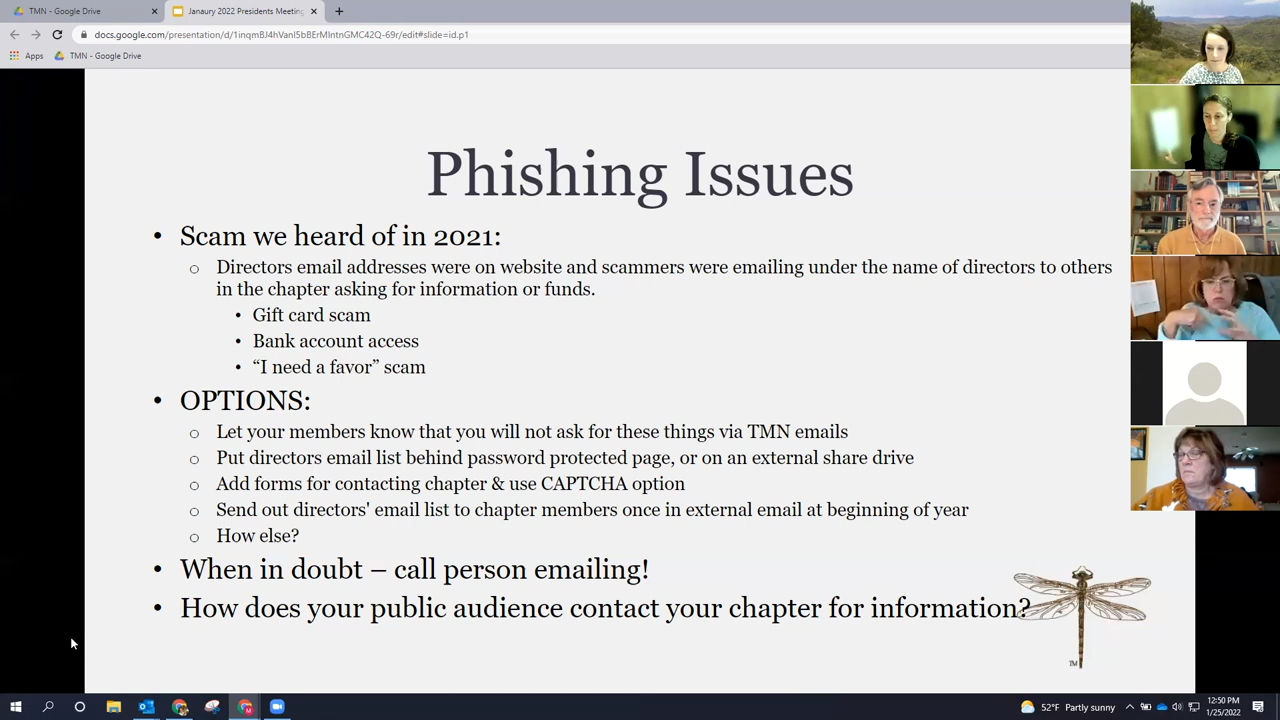 TMN - Google Drive
Janaury 2022 Presidents Meeting
docs.google.com/presentation/d/1inqmBJ4hVanI5bBErMIntnGMC42Q-69r/edit#slide=id.p1
Apps
TMN - Google Drive
Phishing Issues
• Scam we heard of in 2021:
o Directors email addresses were on website and scammers were emailing under the name of directors to others
in the chapter asking for information or funds.
• Gift card scam
• Bank account access
• “I need a favor” scam
• OPTIONS:
o Let your members know that you will not ask for these things via TMN emails
o Put directors email list behind password protected page, or on an external share drive
o Add forms for contacting chapter & use CAPTCHA option
o Send out directors' email list to chapter members once in external email at beginning of year
o How else?
• When in doubt – call person emailing!
• How does your public audience contact your chapter for information?
TM
52°F Partly sunny
12:50 PM
1/25/2022